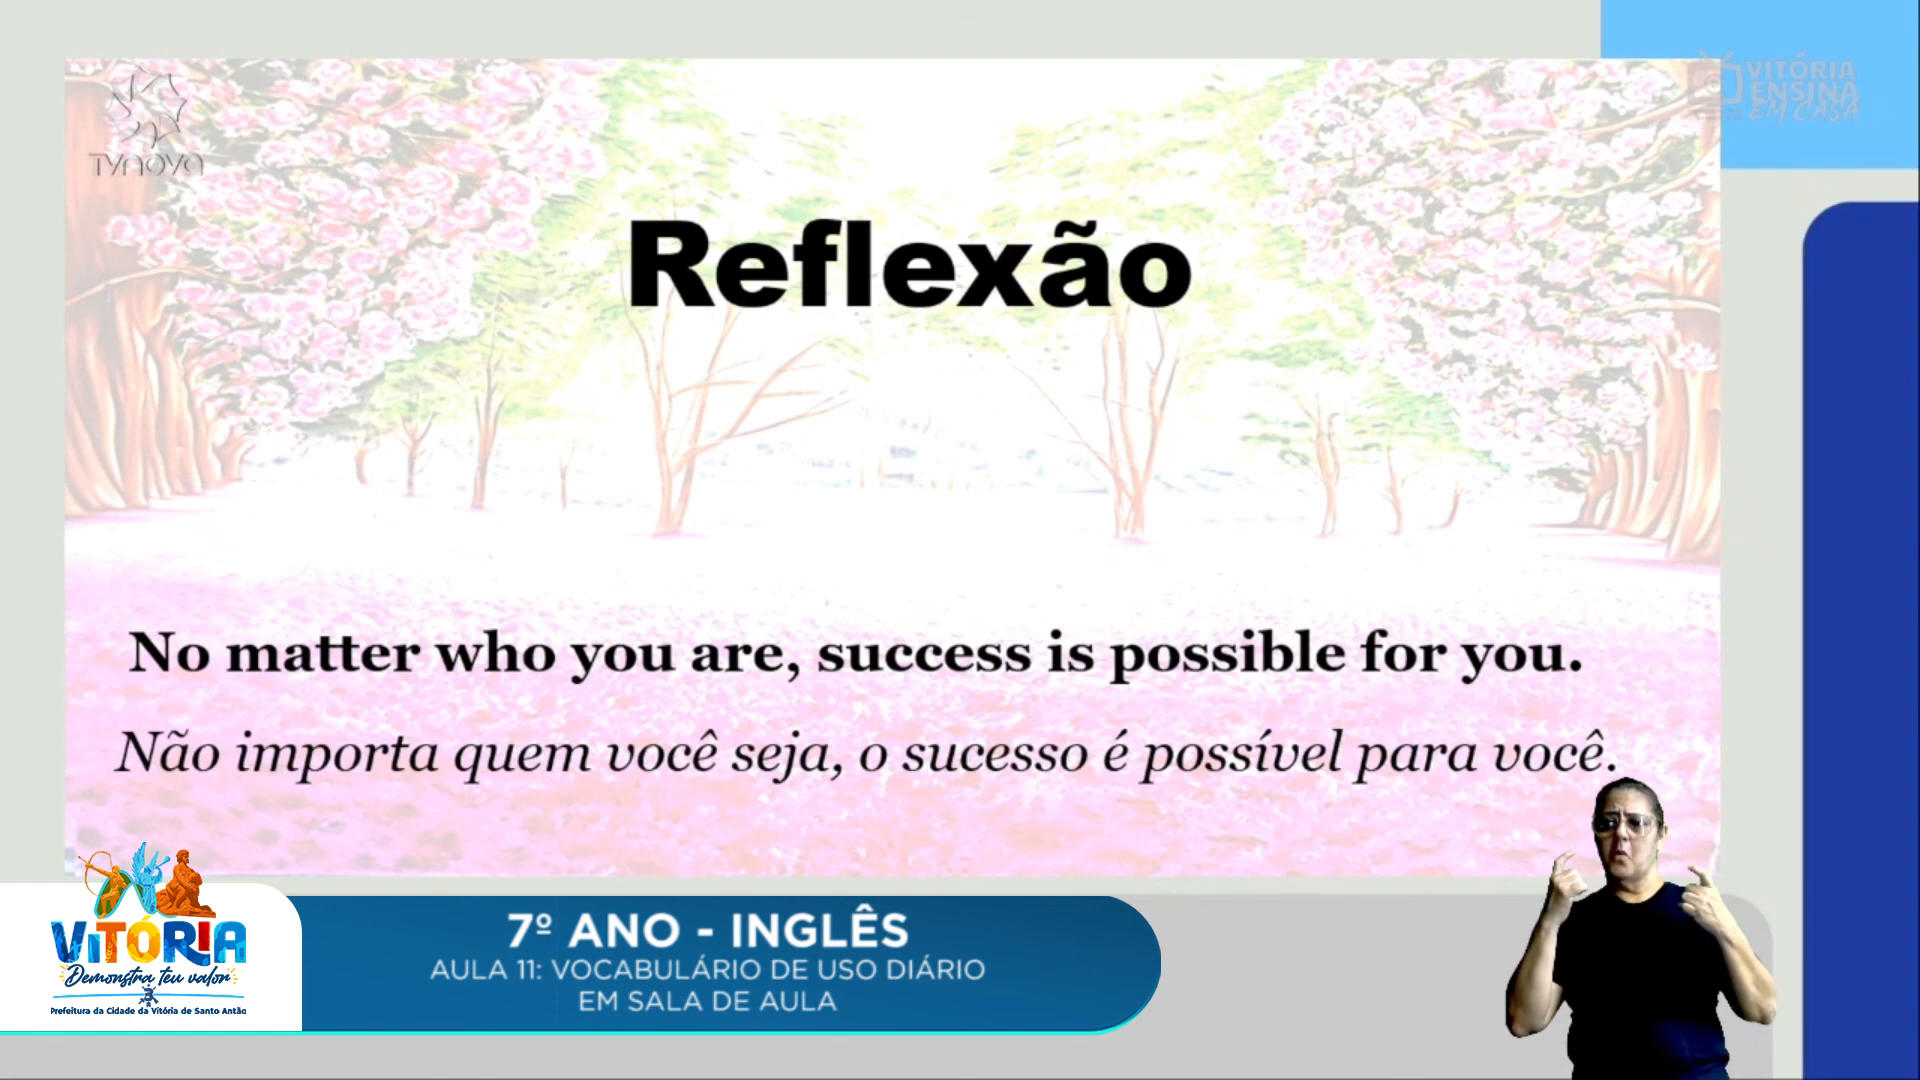 TVnova
VITÓRIA
ENSINA
EM CASA
Reflexão
No matter who you are, success is possible for you.
Não importa quem você seja, o sucesso é possível para você.
VITÓRIA
Demonstra teu valor
Prefeitura da Cidade da Vitória de Santo Antão
7º ANO - INGLÊS
AULA 11: VOCABULÁRIO DE USO DIÁRIO
EM SALA DE AULA